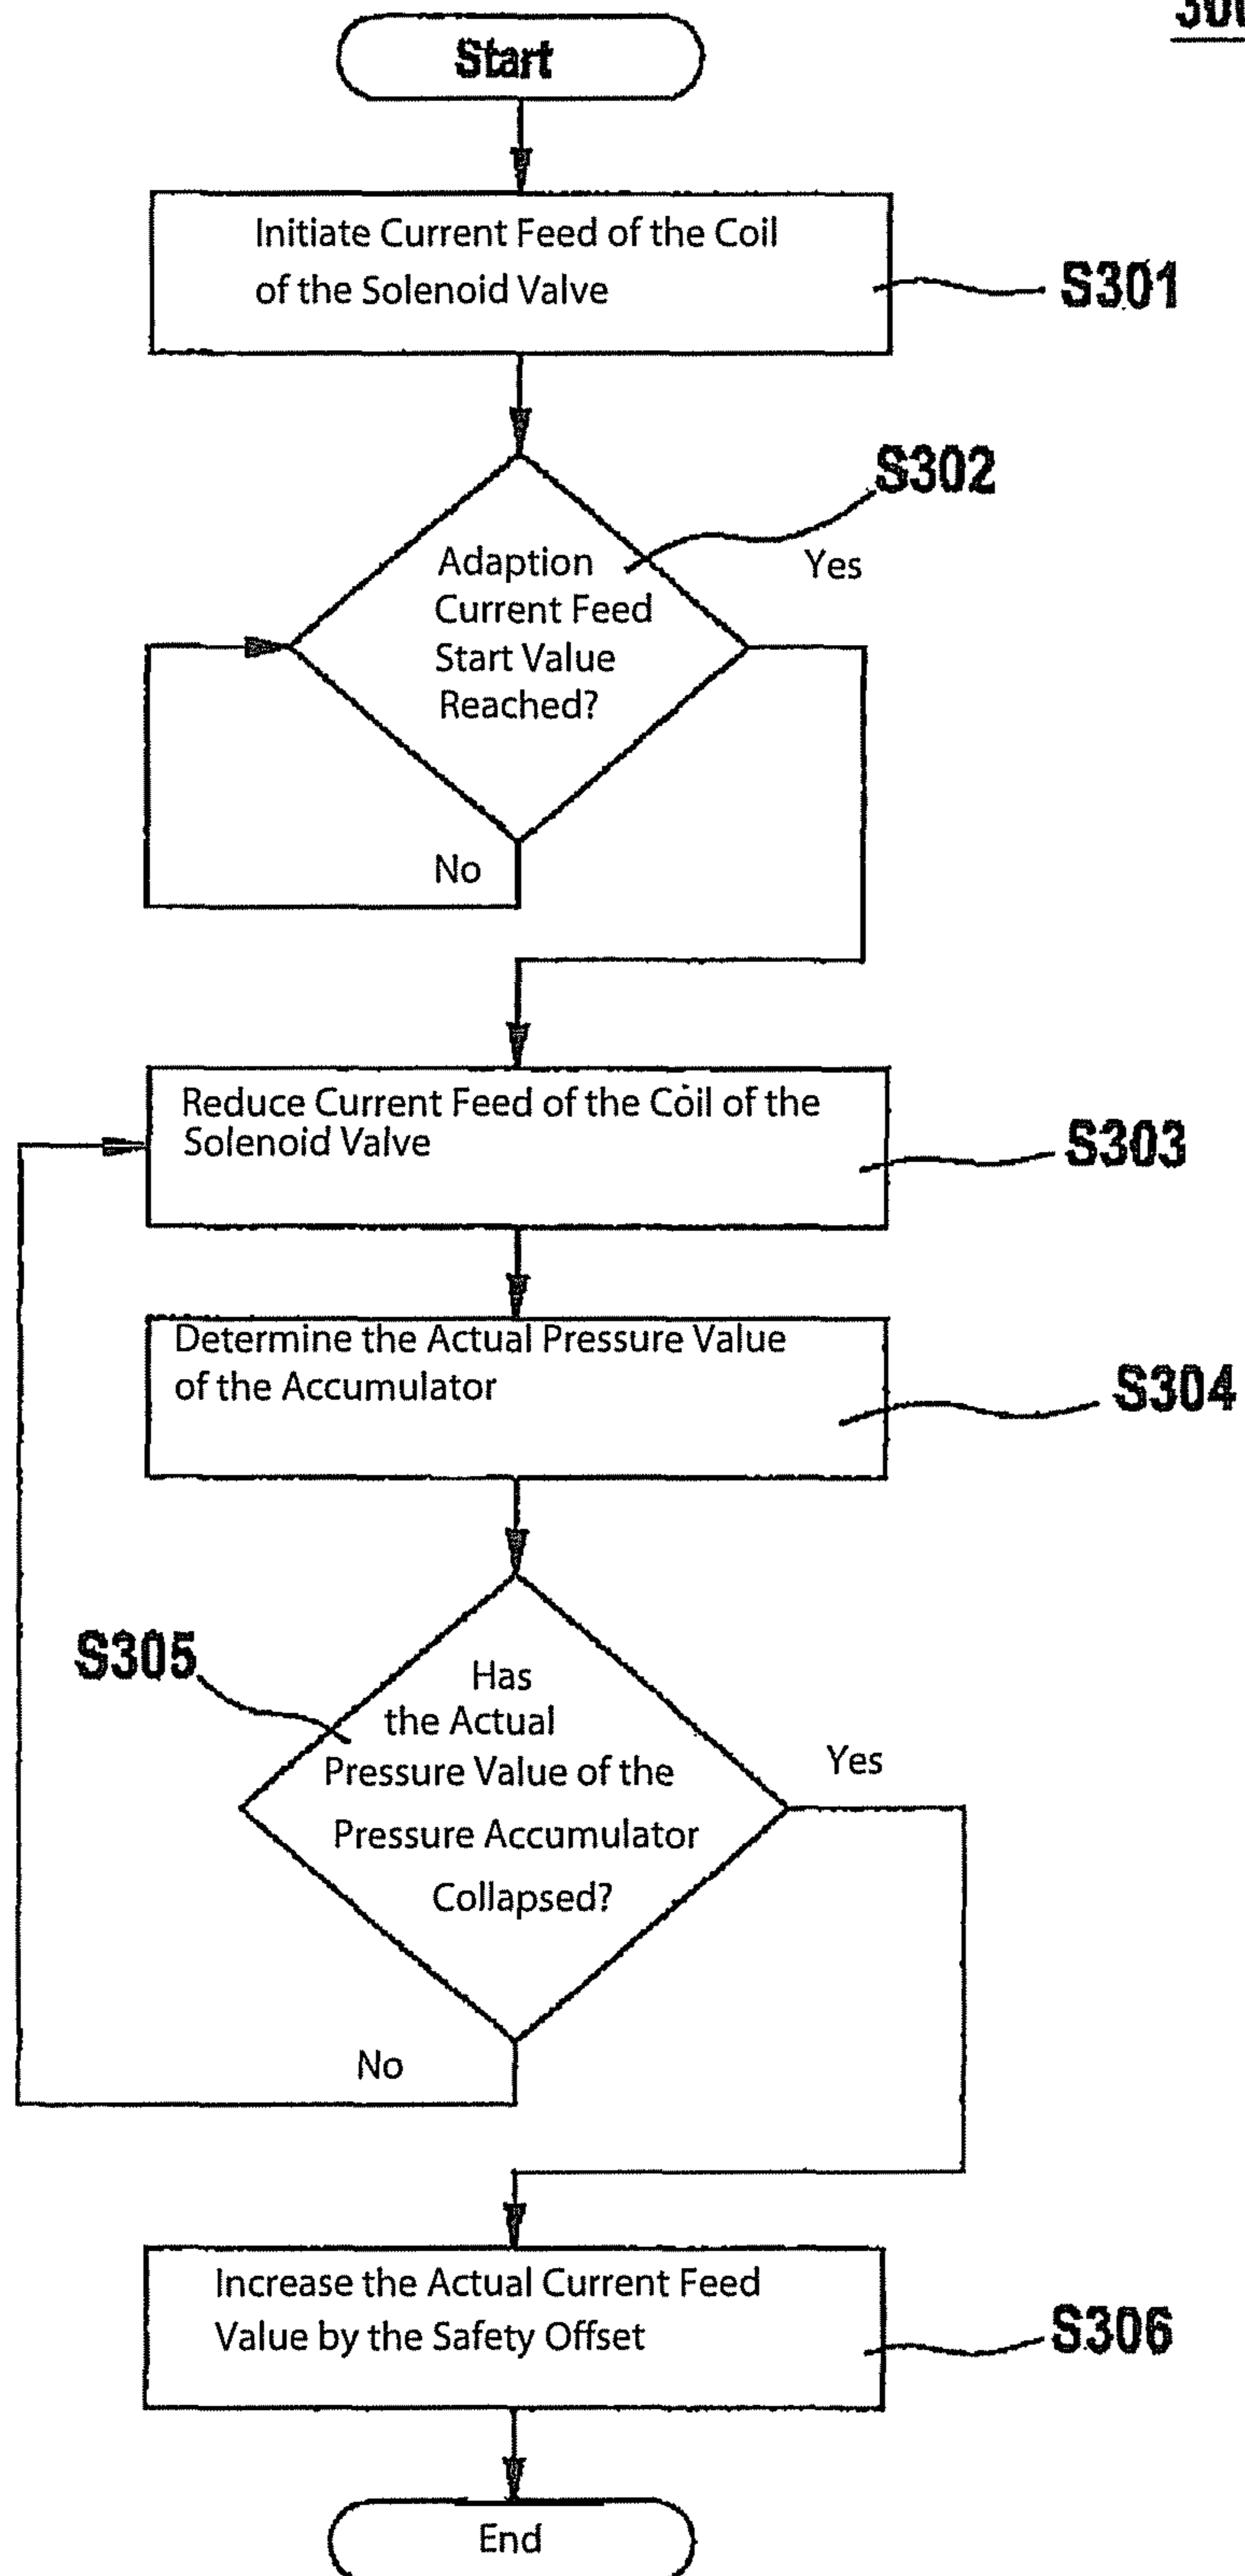 Start
Initiate Current Feed of the Coil
of the Solenoid Valve
S301
S302
Adaption
Current Feed
Start Value
Reached?
Yes
No
Reduce Current Feed of the Coil of the
Solenoid Valve
S303
Determine the Actual Pressure Value
of the Accumulator
S304
S305
Has
the Actual
Pressure Value of the
Pressure Accumulator
Collapsed?
Yes
No
Increase the Actual Current Feed
Value by the Safety Offset
S306
End